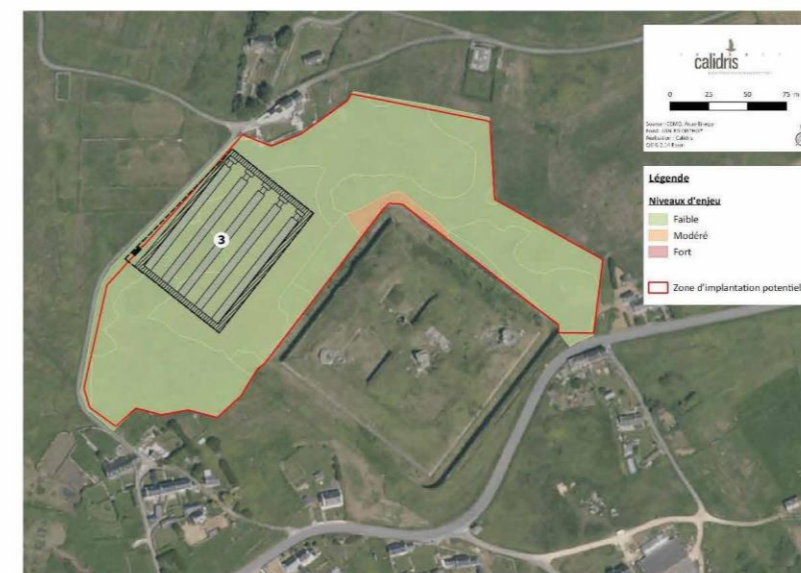 calidris
0 25 50 75 m
Légende
Niveaux d'enjeu
Faible
Modéré
Fort
Zone d'implantation potentiel
3